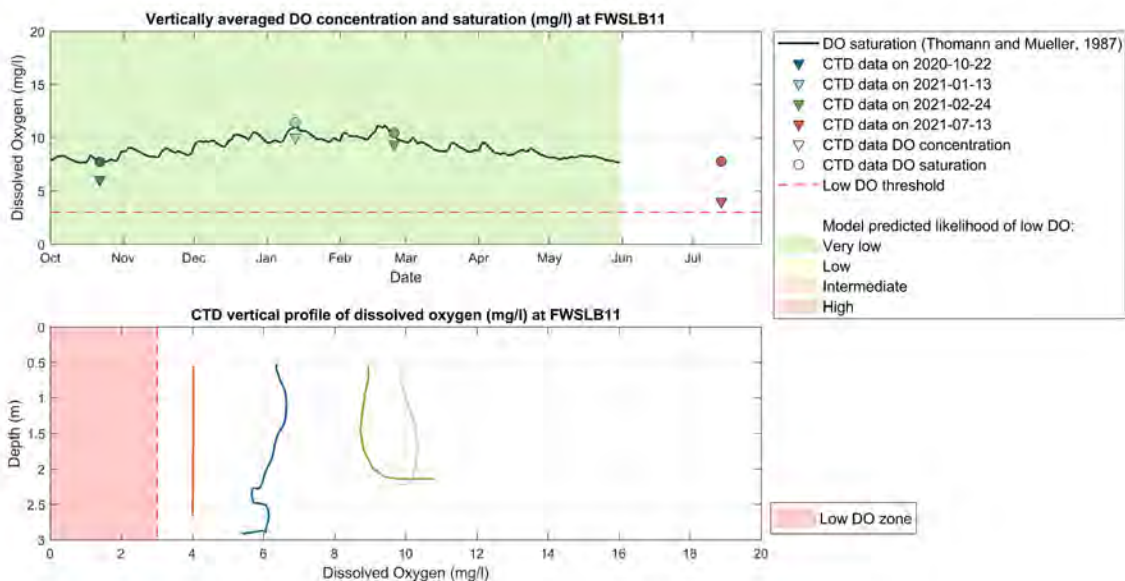 Vertically averaged DO concentration and saturation (mg/l) at FWSLB11
Dissolved Oxygen (mg/l)
20
15
10
5
0
Oct
Nov
Dec
Jan
Feb
Mar
Apr
May
Jun
Jul
Date
DO saturation (Thomann and Mueller, 1987)
CTD data on 2020-10-22
CTD data on 2021-01-13
CTD data on 2021-02-24
CTD data on 2021-07-13
CTD data DO concentration
CTD data DO saturation
Low DO threshold
Model predicted likelihood of low DO:
Very low
Low
Intermediate
High
CTD vertical profile of dissolved oxygen (mg/l) at FWSLB11
Depth (m)
0
0.5
1
1.5
2
2.5
3
0
2
4
6
8
10
12
14
16
18
20
Dissolved Oxygen (mg/l)
Low DO zone